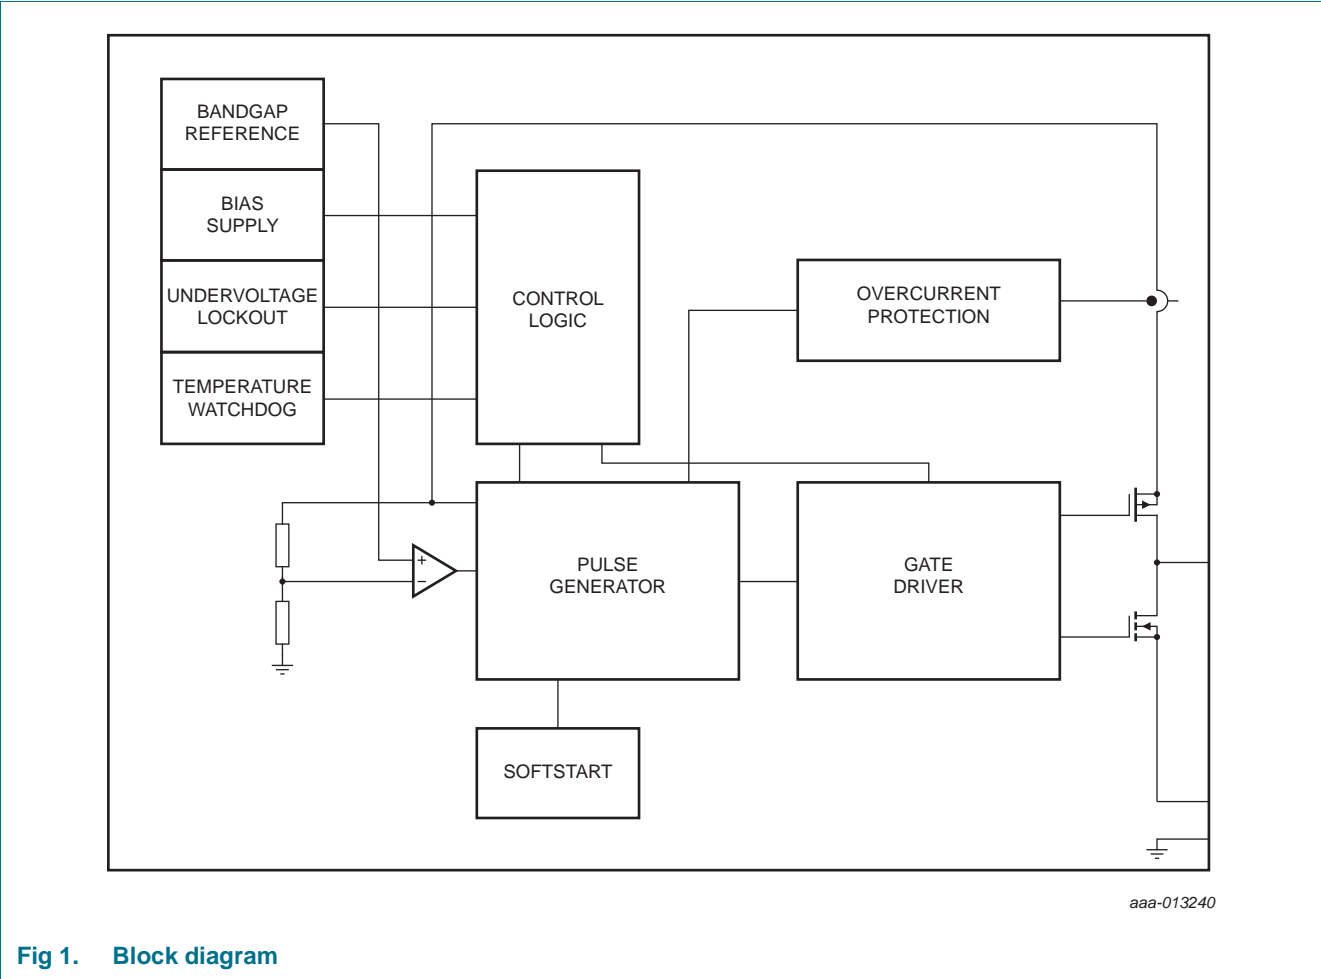 BANDGAP
REFERENCE
BIAS
SUPPLY
UNDERVOLTAGE
LOCKOUT
TEMPERATURE
WATCHDOG
CONTROL
LOGIC
OVERCURRENT
PROTECTION
+
−
PULSE
GENERATOR
GATE
DRIVER
SOFTSTART
aaa-013240
Fig 1. Block diagram